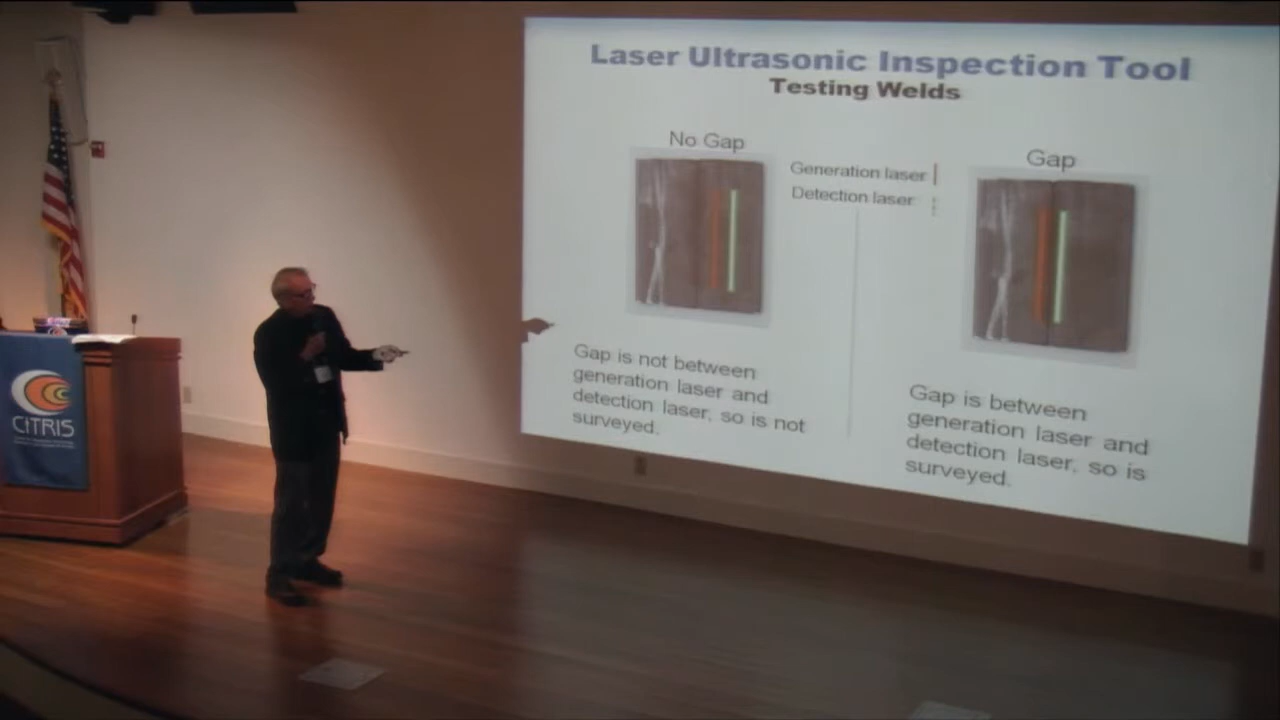 Laser Ultrasonic Inspection Tool
Testing Welds
No Gap
Generation laser
Detection laser
Gap
Gap is not between
generation laser and
detection laser, so is not
surveyed.
Gap is between
generation laser and
detection laser, so is
surveyed.
CiTRIS